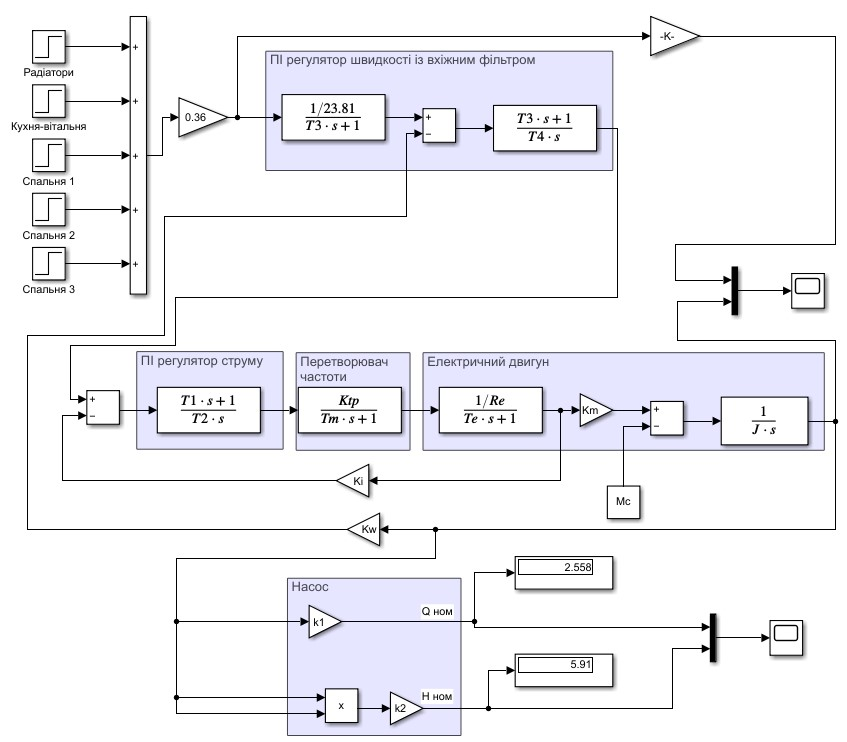 -K-
ПІ регулятор швидкості із вхіжним фільтром
+
Радіатори
1/23.81
T3 · s + 1
+
−
T3 · s + 1
T4 · s
+
Кухня-вітальня
0.36
+
Спальня 1
+
Спальня 2
+
Спальня 3
ПІ регулятор струму
Перетворювач
частоти
Електричний двигун
+
−
T1 · s + 1
T2 · s
Ktp
Tm · s + 1
1/Re
Te · s + 1
Km
+
−
1
J · s
Ki
Mc
Kw
2.558
Насос
Q ном
k1
5.91
H ном
x
k2